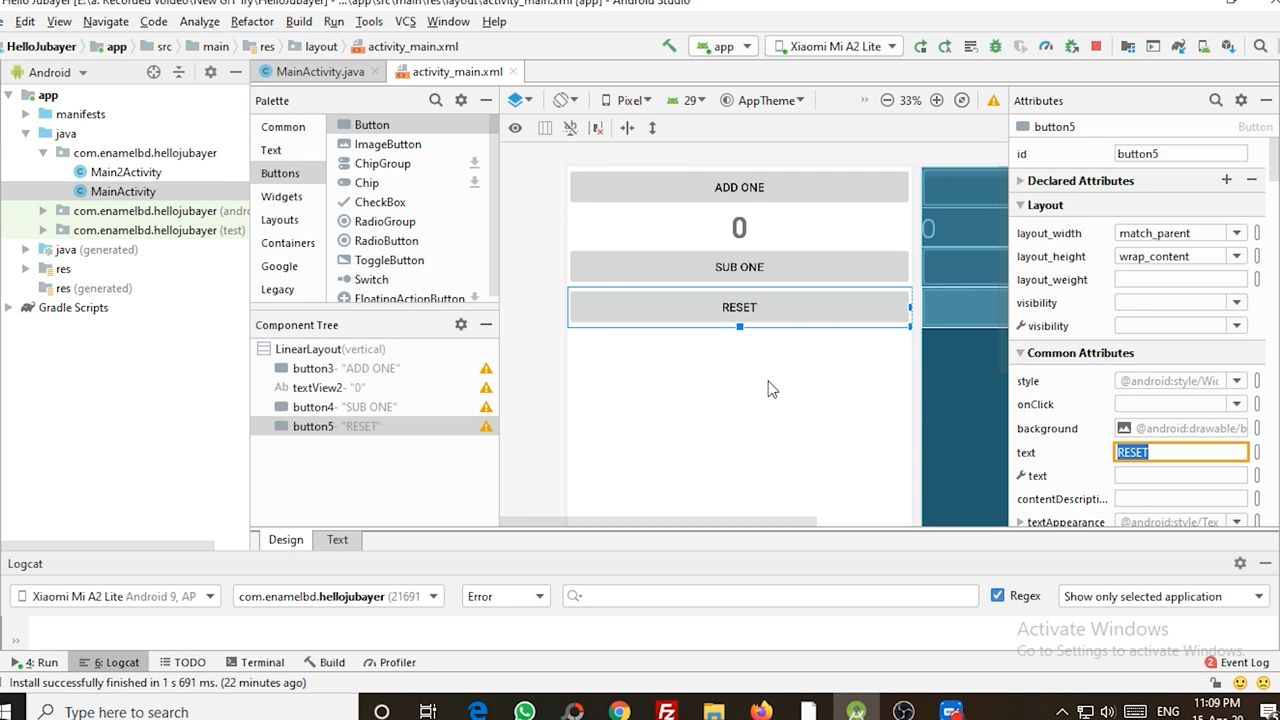 Hello Jubayer [E:\a. Recorded Voideo\New GIT Try\HelloJubayer] - ...\app\src\main\res\layout\activity_main.xml [app] - Android Studio
Edit View Navigate Code Analyze Refactor Build Run Tools VCS Window Help
HelloJubayer app src main res layout activity_main.xml app Xiaomi Mi A2 Lite
Android MainActivity.java activity_main.xml
Palette Pixel 29 AppTheme 33% Attributes
app
manifests
java
com.enamelbd.hellojubayer
Main2Activity
MainActivity
com.enamelbd.hellojubayer (andro
com.enamelbd.hellojubayer (test)
java (generated)
res
res (generated)
Gradle Scripts
Common
Text
Buttons
Widgets
Layouts
Containers
Google
Legacy
Button
ImageButton
ChipGroup
Chip
CheckBox
RadioGroup
RadioButton
ToggleButton
Switch
FloatingActionButton
Component Tree
LinearLayout(vertical)
button3- "ADD ONE"
textView2- "0"
button4- "SUB ONE"
button5- "RESET"
ADD ONE
0
SUB ONE
RESET
0
button5 Button
id button5
Declared Attributes
Layout
layout_width match_parent
layout_height wrap_content
layout_weight
visibility
visibility
Common Attributes
style @android:style/Wic
onClick
background @android:drawable/b
text RESET
text
contentDescripti...
textAppearance @android:style/Tex
Design Text
Logcat
Xiaomi Mi A2 Lite Android 9, AP com.enamelbd.hellojubayer (21691 Error Regex Show only selected application
Activate Windows
Go to Settings to activate Windows.
4: Run 6: Logcat TODO Terminal Build Profiler 2 Event Log
Install successfully finished in 1 s 691 ms. (22 minutes ago)
Type here to search ENG 11:09 PM